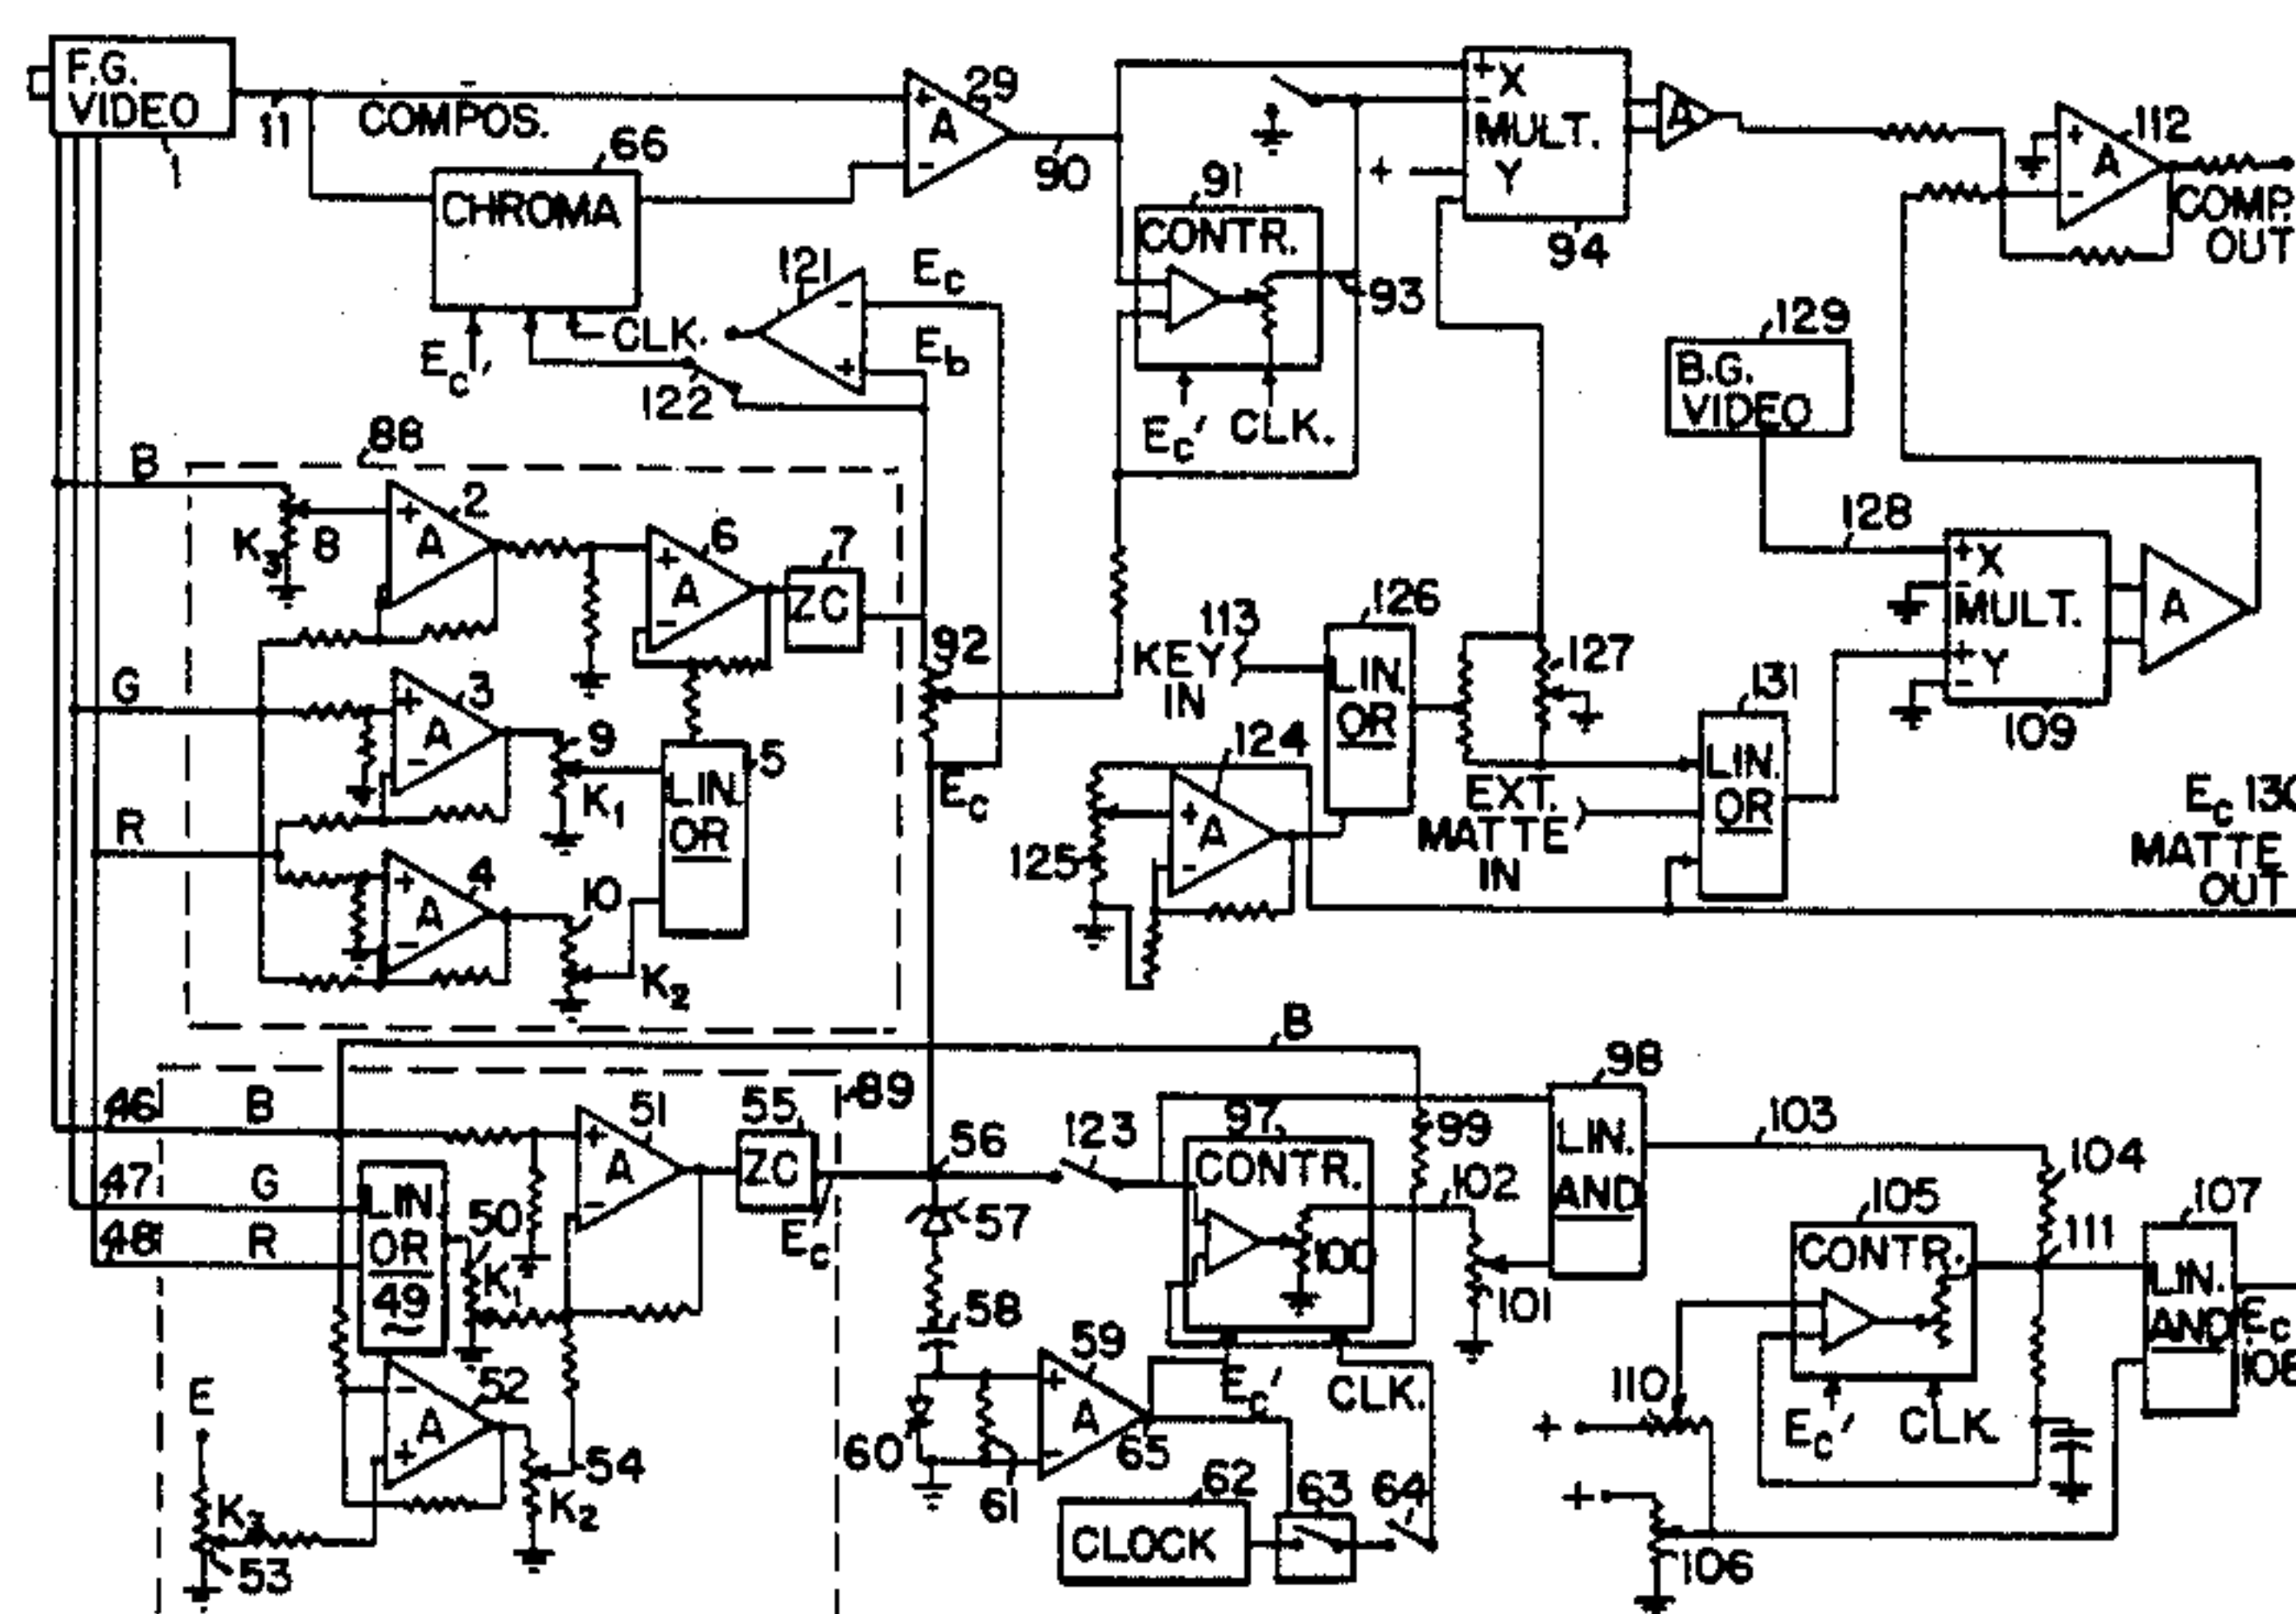 F.G.
VIDEO
1
11
COMPOS.
66
CHROMA
29
+
A
-
90
91
CONTR.
93
Ec'
CLK.
+
X
-
MULT.
+
Y
94
A
+
112
A
-
COMP.
OUT
121
-
Ec
+
Eb
CLK.
Ec'
122
129
B.G.
VIDEO
128
+
X
-
MULT.
+
Y
-
109
A
88
B
K3
8
+
2
A
+
6
A
-
7
ZC
92
G
+
3
A
-
9
K1
LIN.
OR
5
R
+
4
A
-
10
K2
Ec
113
KEY
IN
126
LIN.
OR
127
124
+
A
-
125
EXT.
MATTE
IN
131
LIN.
OR
Ec 130
MATTE
OUT
B
89
46
B
47
G
48
R
LIN.
OR
49
50
K1
+
51
A
-
55
ZC
Ec
56
57
58
59
+
A
-
60
61
65
-
52
A
+
E
K3
53
54
K2
123
97
CONTR.
100
99
102
101
Ec'
CLK.
62
CLOCK
63
64
98
LIN.
AND
103
104
105
CONTR.
111
107
LIN.
AND
Ec
108
110
+
Ec'
CLK.
+
106